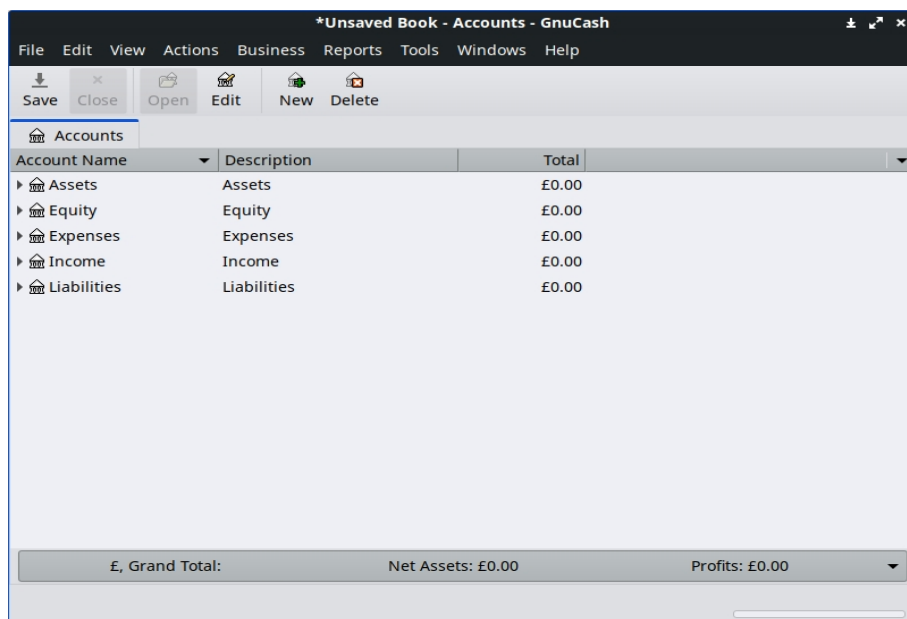 *Unsaved Book - Accounts - GnuCash
File Edit View Actions Business Reports Tools Windows Help
Save Close Open Edit New Delete
Accounts
Account Name Description Total
Assets Assets £0.00
Equity Equity £0.00
Expenses Expenses £0.00
Income Income £0.00
Liabilities Liabilities £0.00
£, Grand Total: Net Assets: £0.00 Profits: £0.00